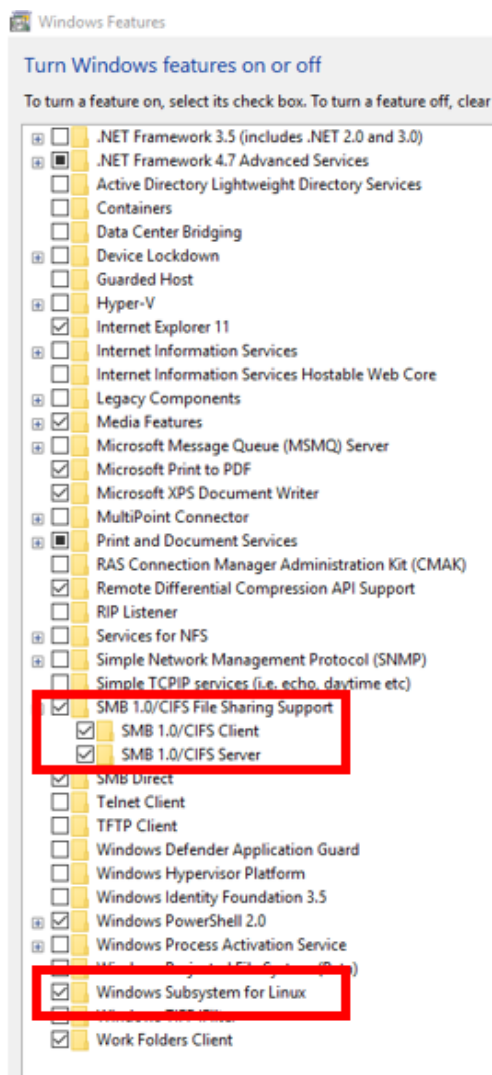 Windows Features
Turn Windows features on or off
To turn a feature on, select its check box. To turn a feature off, clear
.NET Framework 3.5 (includes .NET 2.0 and 3.0)
.NET Framework 4.7 Advanced Services
Active Directory Lightweight Directory Services
Containers
Data Center Bridging
Device Lockdown
Guarded Host
Hyper-V
Internet Explorer 11
Internet Information Services
Internet Information Services Hostable Web Core
Legacy Components
Media Features
Microsoft Message Queue (MSMQ) Server
Microsoft Print to PDF
Microsoft XPS Document Writer
MultiPoint Connector
Print and Document Services
RAS Connection Manager Administration Kit (CMAK)
Remote Differential Compression API Support
RIP Listener
Services for NFS
Simple Network Management Protocol (SNMP)
Simple TCPIP services (i.e. echo, daytime etc)
SMB 1.0/CIFS File Sharing Support
SMB 1.0/CIFS Client
SMB 1.0/CIFS Server
SMB Direct
Telnet Client
TFTP Client
Windows Defender Application Guard
Windows Hypervisor Platform
Windows Identity Foundation 3.5
Windows PowerShell 2.0
Windows Process Activation Service
Windows Subsystem for Linux
Work Folders Client